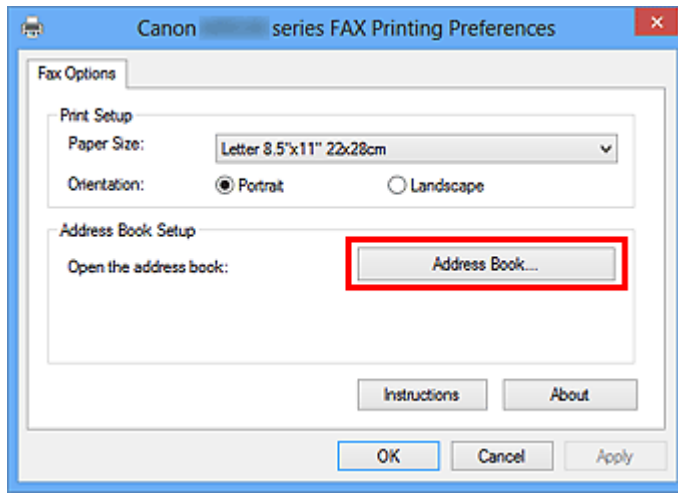 Canon series FAX Printing Preferences
Fax Options
Print Setup
Paper Size: Letter 8.5"x11" 22x28cm
Orientation: Portrait Landscape
Address Book Setup
Open the address book: Address Book...
Instructions About
OK Cancel Apply